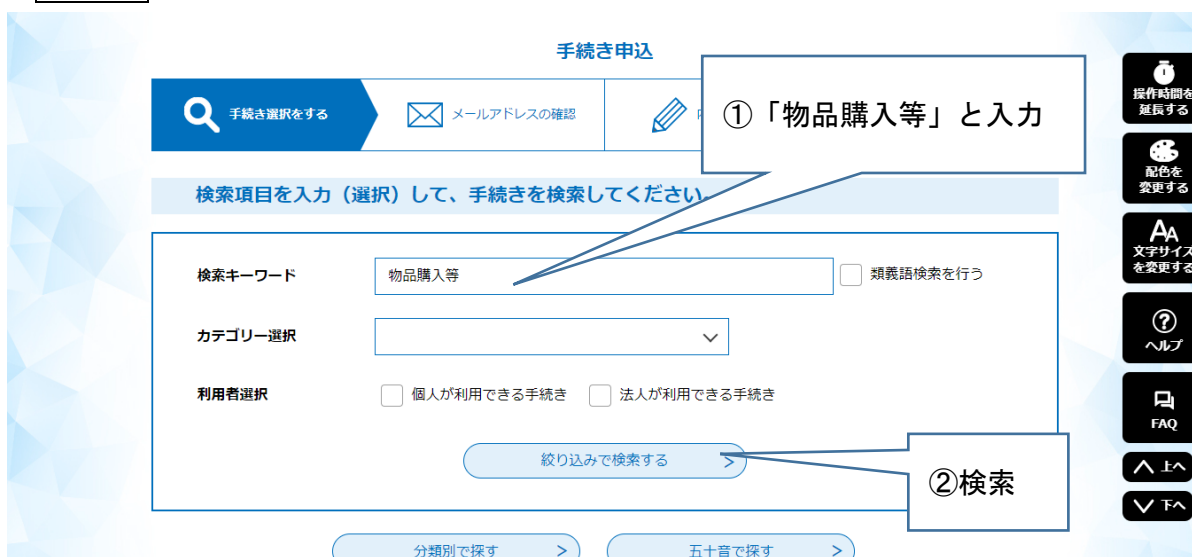 手続き申込
手続き選択をする
メールアドレスの確認
①「物品購入等」と入力
検索項目を入力（選択）して、手続きを検索してください。
検索キーワード
物品購入等
類義語検索を行う
カテゴリー選択
利用者選択
個人が利用できる手続き
法人が利用できる手続き
絞り込みで検索する
②検索
分類別で探す
五十音で探す
操作時間を
延長する
配色を
変更する
文字サイズ
を変更する
ヘルプ
FAQ
上へ
下へ